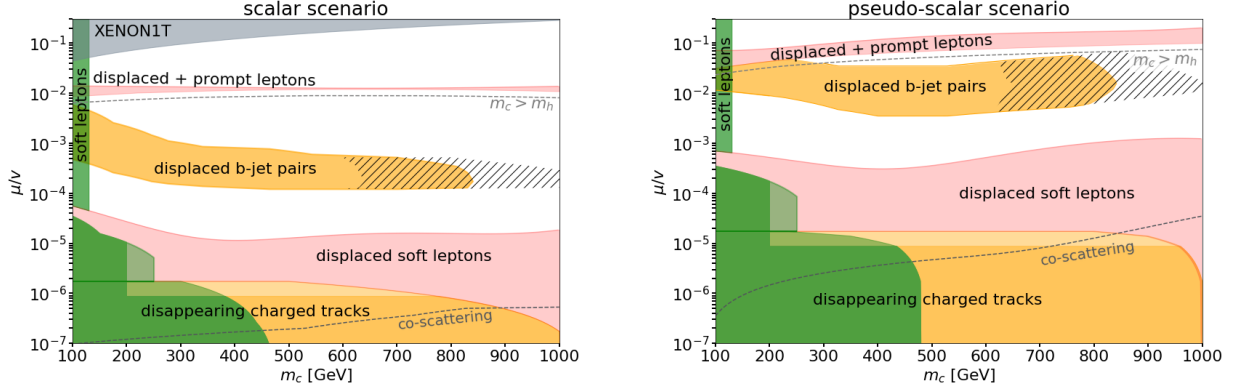 scalar scenario
XENON1T
soft leptons
displaced + prompt leptons
m_c > m_h
displaced b-jet pairs
displaced soft leptons
disappearing charged tracks
co-scattering
μ/v
10⁻¹
10⁻²
10⁻³
10⁻⁴
10⁻⁵
10⁻⁶
10⁻⁷
100 200 300 400 500 600 700 800 900 1000
m_c [GeV]
pseudo-scalar scenario
soft leptons
displaced + prompt leptons
m_c > m_h
displaced b-jet pairs
displaced soft leptons
co-scattering
disappearing charged tracks
μ/v
10⁻¹
10⁻²
10⁻³
10⁻⁴
10⁻⁵
10⁻⁶
10⁻⁷
100 200 300 400 500 600 700 800 900 1000
m_c [GeV]